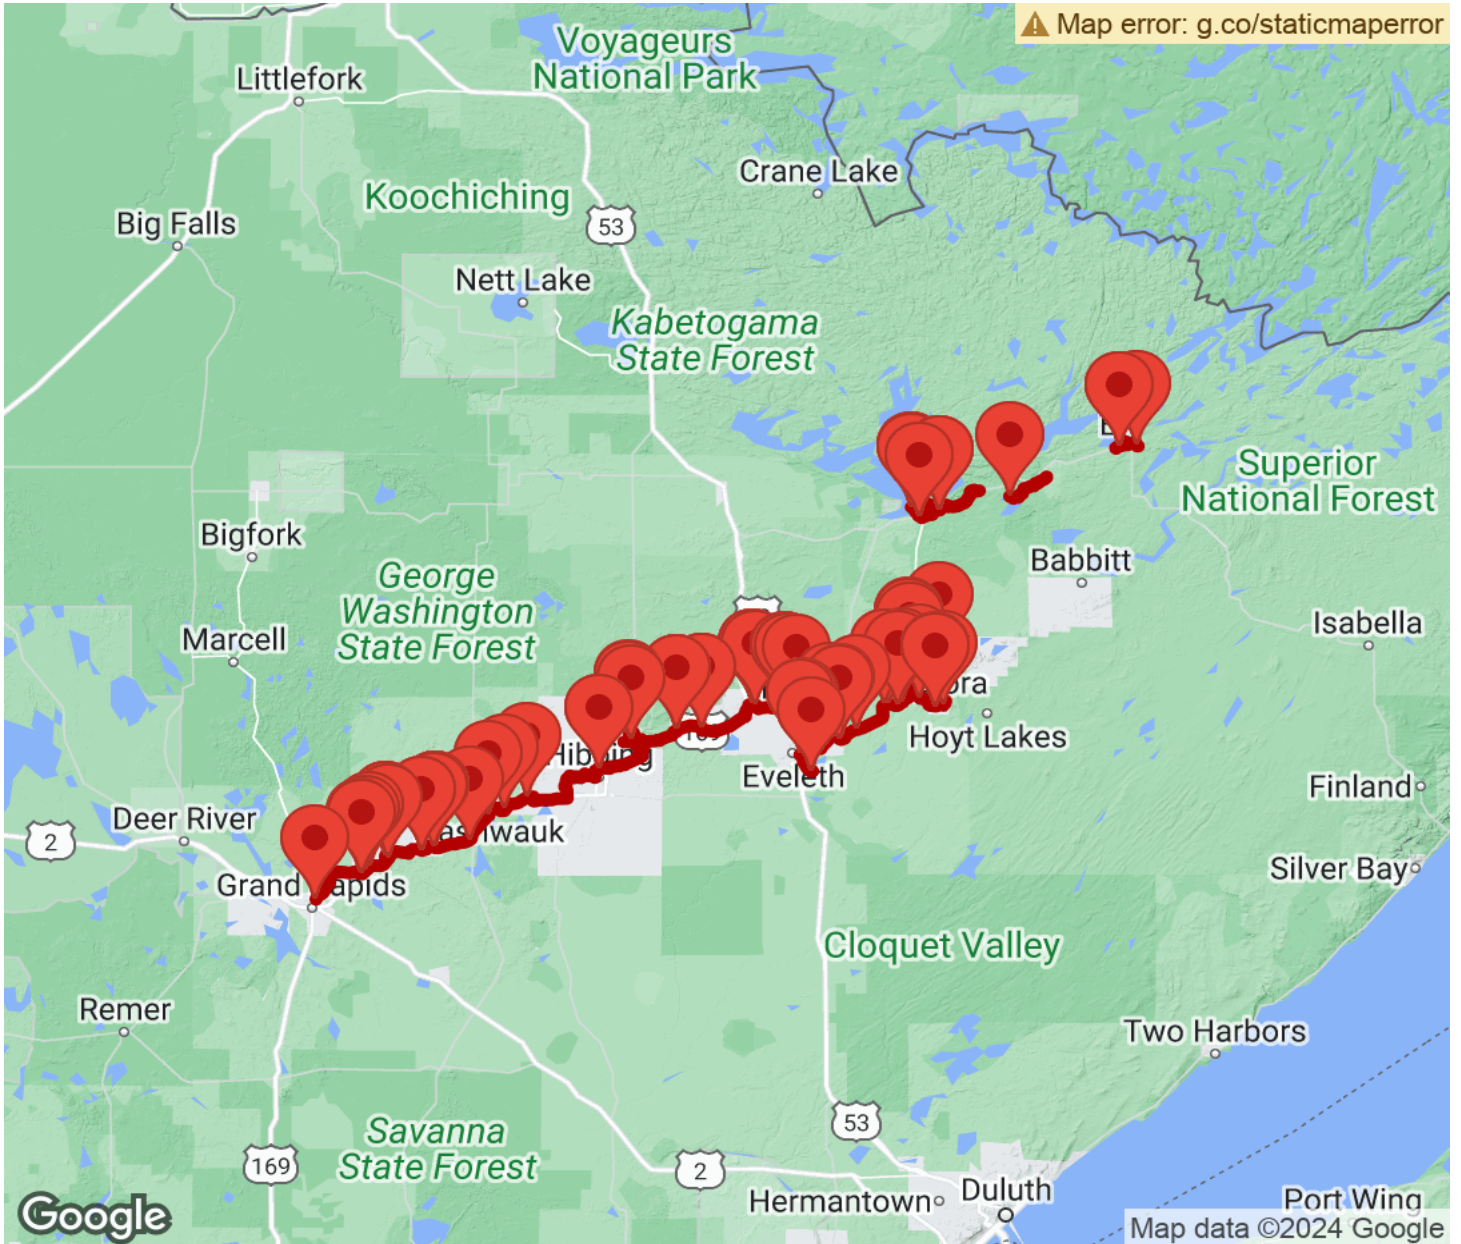 Map error: g.co/staticmaperror
Voyageurs
National Park
Littlefork
Crane Lake
Koochiching
53
Big Falls
Nett Lake
Kabetogama
State Forest
Superior
National Forest
Bigfork
Babbitt
George
Washington
State Forest
Isabella
Marcell
Hoyt Lakes
Eveleth
Finland
Deer River
2
Silver Bay
Grand Rapids
Cloquet Valley
Remer
Two Harbors
53
Savanna
State Forest
169
2
Duluth
Hermantown
Port Wing
Google
Map data ©2024 Google